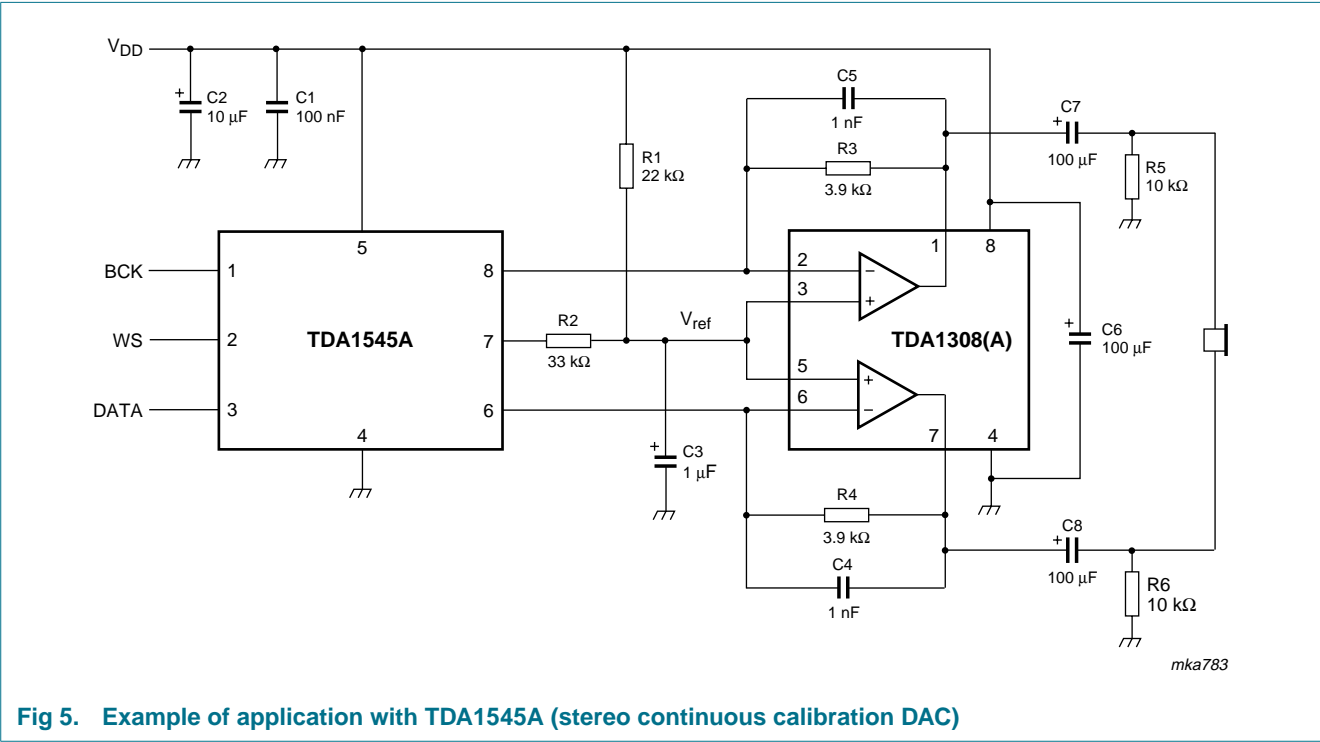 V_DD
C2
10 μF
C1
100 nF
R1
22 kΩ
C5
1 nF
R3
3.9 kΩ
C7
100 μF
R5
10 kΩ
BCK
WS
DATA
1
2
3
5
4
8
7
6
TDA1545A
R2
33 kΩ
V_ref
C3
1 μF
2
3
5
6
1
8
7
4
TDA1308(A)
C6
100 μF
R4
3.9 kΩ
C4
1 nF
C8
100 μF
R6
10 kΩ
mka783
Fig 5. Example of application with TDA1545A (stereo continuous calibration DAC)